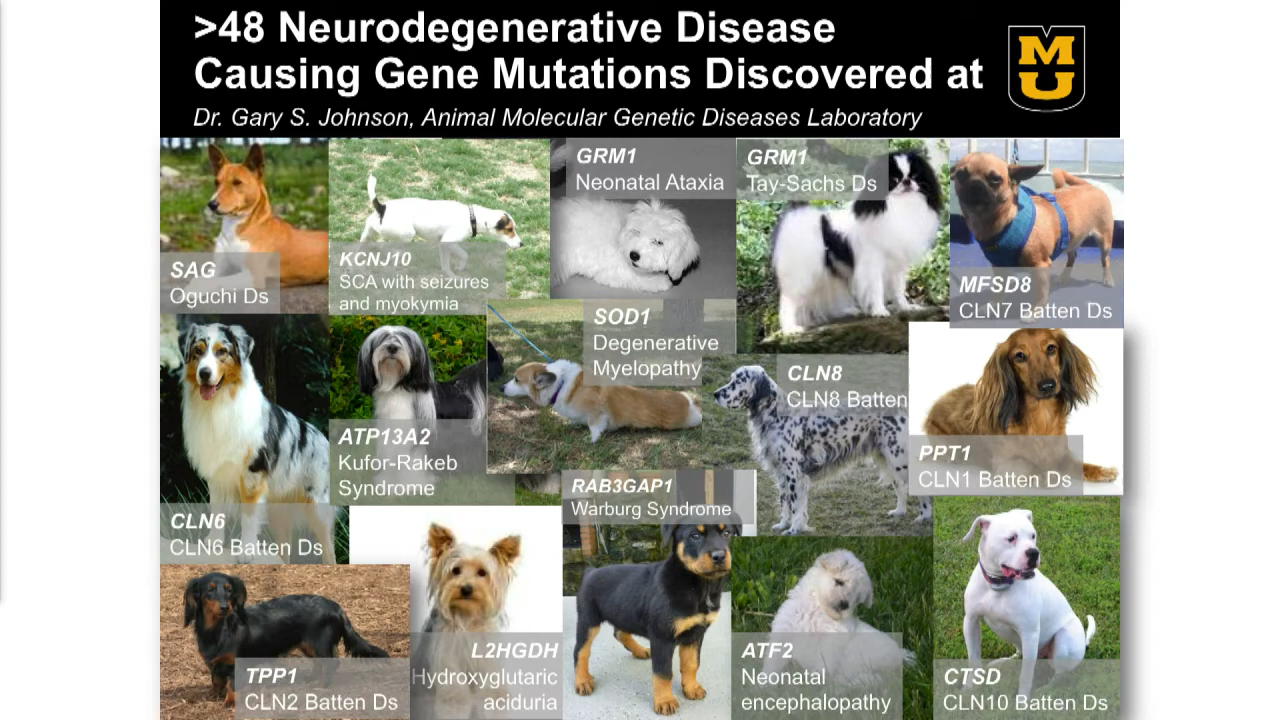 >48 Neurodegenerative Disease
Causing Gene Mutations Discovered at
MU
Dr. Gary S. Johnson, Animal Molecular Genetic Diseases Laboratory
SAG
Oguchi Ds
KCNJ10
SCA with seizures
and myokymia
GRM1
Neonatal Ataxia
GRM1
Tay-Sachs Ds
MFSD8
CLN7 Batten Ds
CLN6
CLN6 Batten Ds
ATP13A2
Kufor-Rakeb
Syndrome
SOD1
Degenerative
Myelopathy
CLN8
CLN8 Batten
PPT1
CLN1 Batten Ds
TPP1
CLN2 Batten Ds
L2HGDH
Hydroxyglutaric
aciduria
RAB3GAP1
Warburg Syndrome
ATF2
Neonatal
encephalopathy
CTSD
CLN10 Batten Ds